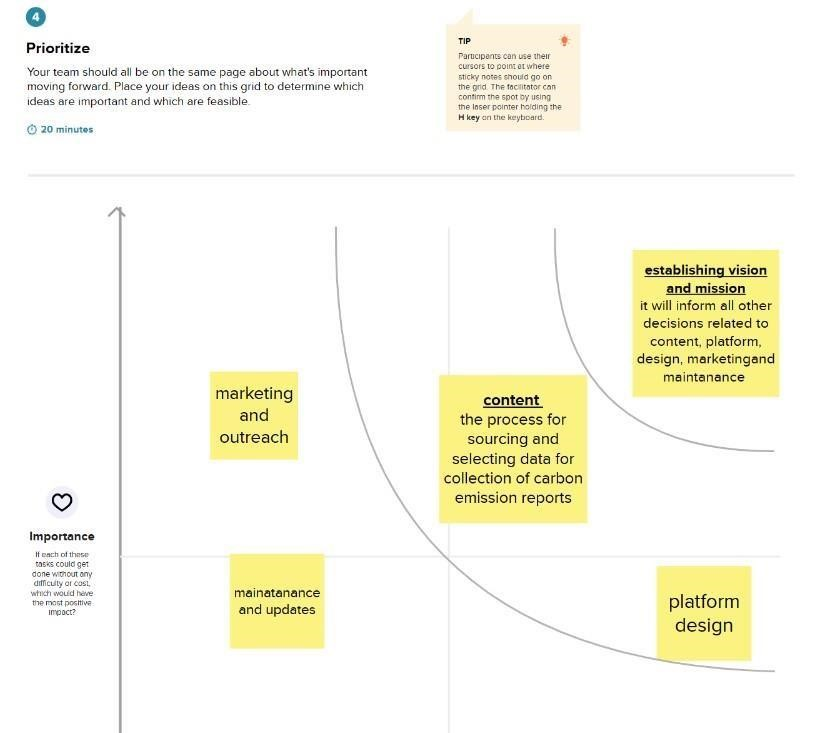 4
Prioritize
Your team should all be on the same page about what's important
moving forward. Place your ideas on this grid to determine which
ideas are important and which are feasible.
20 minutes
TIP
Participants can use their
cursors to point at where
sticky notes should go on
the grid. The facilitator can
confirm the spot by using
the laser pointer holding the
H key on the keyboard.
establishing vision
and mission
it will inform all other
decisions related to
content, platform,
design, marketingand
maintanance
marketing
and
outreach
content
the process for
sourcing and
selecting data for
collection of carbon
emission reports
Importance
If each of these
tasks could get
done without any
difficulty or cost,
which would have
the most positive
impact?
mainatanance
and updates
platform
design